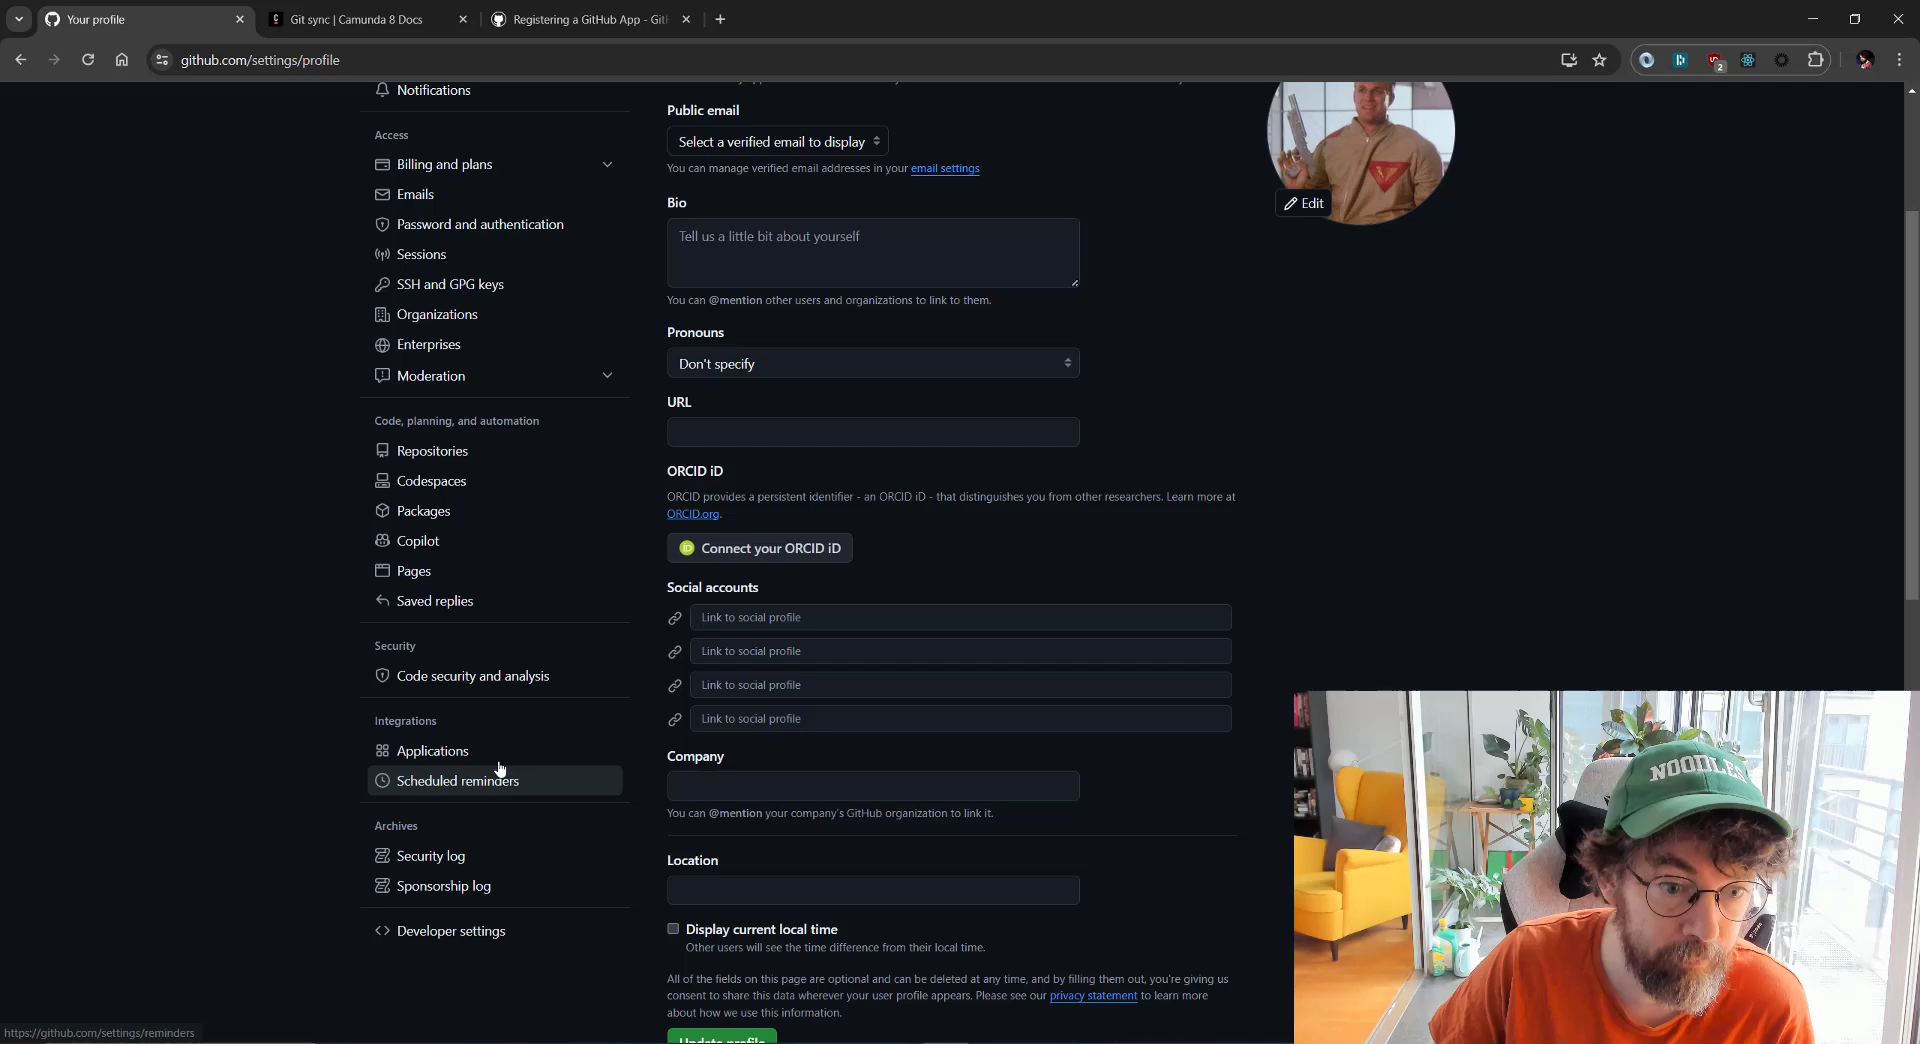 Your profile
Git sync | Camunda 8 Docs
Registering a GitHub App - Git
github.com/settings/profile
2
Notifications
Access
Billing and plans
Emails
Password and authentication
Sessions
SSH and GPG keys
Organizations
Enterprises
Moderation
Code, planning, and automation
Repositories
Codespaces
Packages
Copilot
Pages
Saved replies
Security
Code security and analysis
Integrations
Applications
Scheduled reminders
Archives
Security log
Sponsorship log
Developer settings
https://github.com/settings/reminders
Public email
Select a verified email to display
You can manage verified email addresses in your email settings
Bio
Tell us a little bit about yourself
You can @mention other users and organizations to link to them.
Pronouns
Don't specify
URL
ORCID iD
ORCID provides a persistent identifier - an ORCID iD - that distinguishes you from other researchers. Learn more at
ORCID.org.
iD Connect your ORCID iD
Social accounts
Link to social profile
Link to social profile
Link to social profile
Link to social profile
Company
You can @mention your company's GitHub organization to link it.
Location
Display current local time
Other users will see the time difference from their local time.
All of the fields on this page are optional and can be deleted at any time, and by filling them out, you're giving us
consent to share this data wherever your user profile appears. Please see our privacy statement to learn more
about how we use this information.
Update profile
Edit
NOODLES